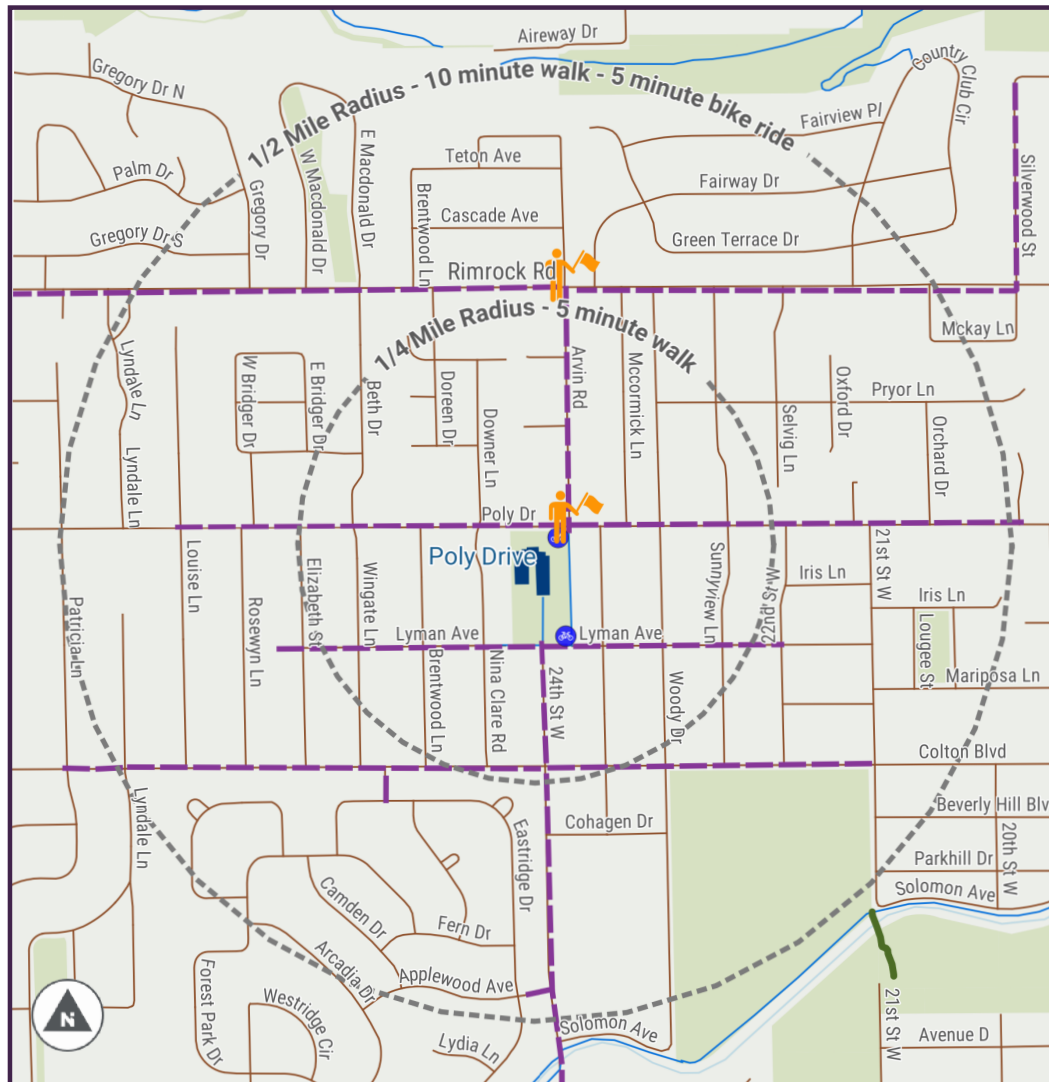 Aireway Dr
Country Club Cir
Gregory Dr N
1/2 Mile Radius - 10 minute walk - 5 minute bike ride
Fairview Pl
E Macdonald Dr
W Macdonald Dr
Teton Ave
Palm Dr
Fairway Dr
Silverwood St
Gregory Dr
Brentwood Ln
Cascade Ave
Gregory Dr S
Green Terrace Dr
Rimrock Rd
1/4 Mile Radius - 5 minute walk
Mckay Ln
Lyndale Ln
W Bridger Dr
E Bridger Dr
Beth Dr
Doreen Dr
Arvin Rd
Mccormick Ln
Oxford Dr
Pryor Ln
Selvig Ln
Downer Ln
Orchard Dr
Lyndale Ln
Poly Dr
Poly Drive
21st St W
Louise Ln
Elizabeth St
Wingate Ln
Sunnyview Ln
22nd St W
Iris Ln
Iris Ln
Patricia Ln
Rosewyn Ln
Lyman Ave
Lyman Ave
Lougee St
Brentwood Ln
Nina Clare Rd
24th St W
Woody Dr
Mariposa Ln
Colton Blvd
Lyndale Ln
Beverly Hill Blv
Eastridge Dr
Cohagen Dr
20th St W
Parkhill Dr
Camden Dr
Solomon Ave
Fern Dr
Arcadia Dr
Applewood Ave
Forest Park Dr
Westridge Cir
N
21st St W
Solomon Ave
Avenue D
Lydia Ln